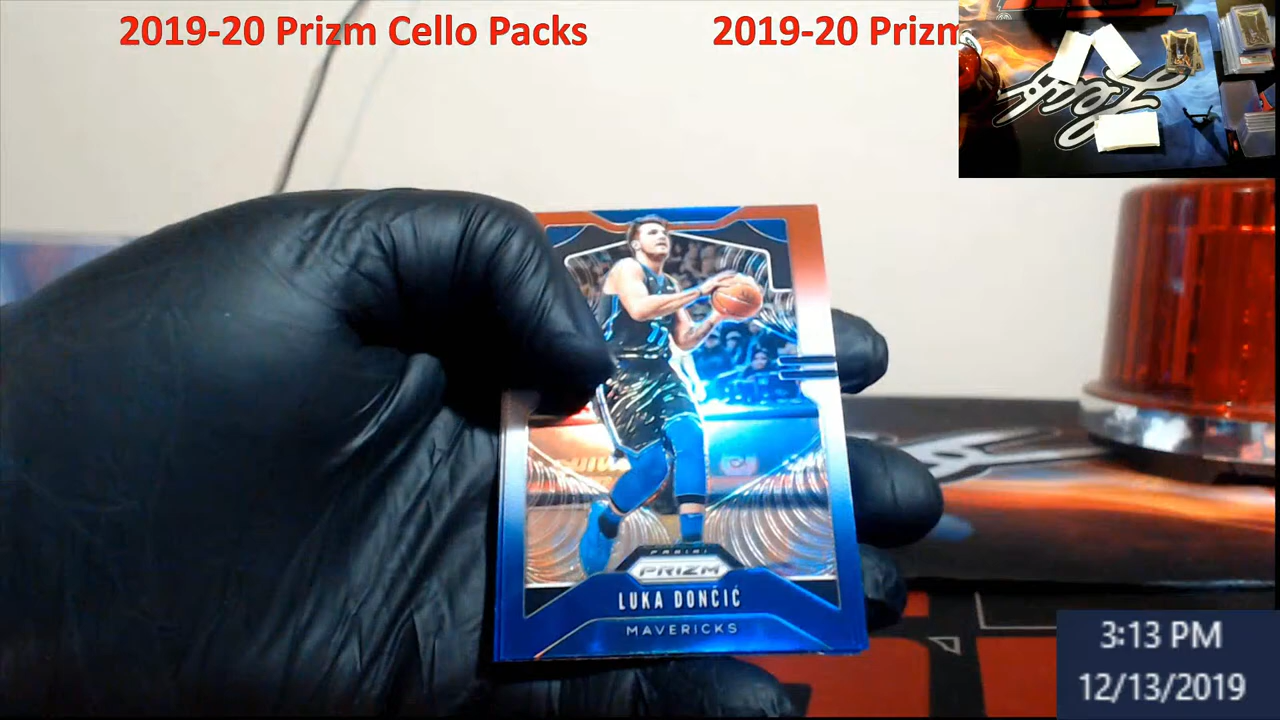 2019-20 Prizm Cello Packs 2019-20 Prizm
PANINI
PRIZM
LUKA DONČIĆ
MAVERICKS
3:13 PM
12/13/2019